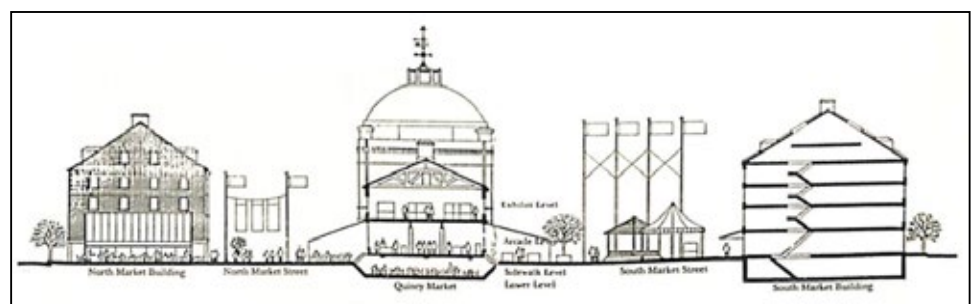 Exhibit Level
Arcade Level
Sidewalk Level
Lower Level
North Market Building
North Market Street
Quincy Market
South Market Street
South Market Building